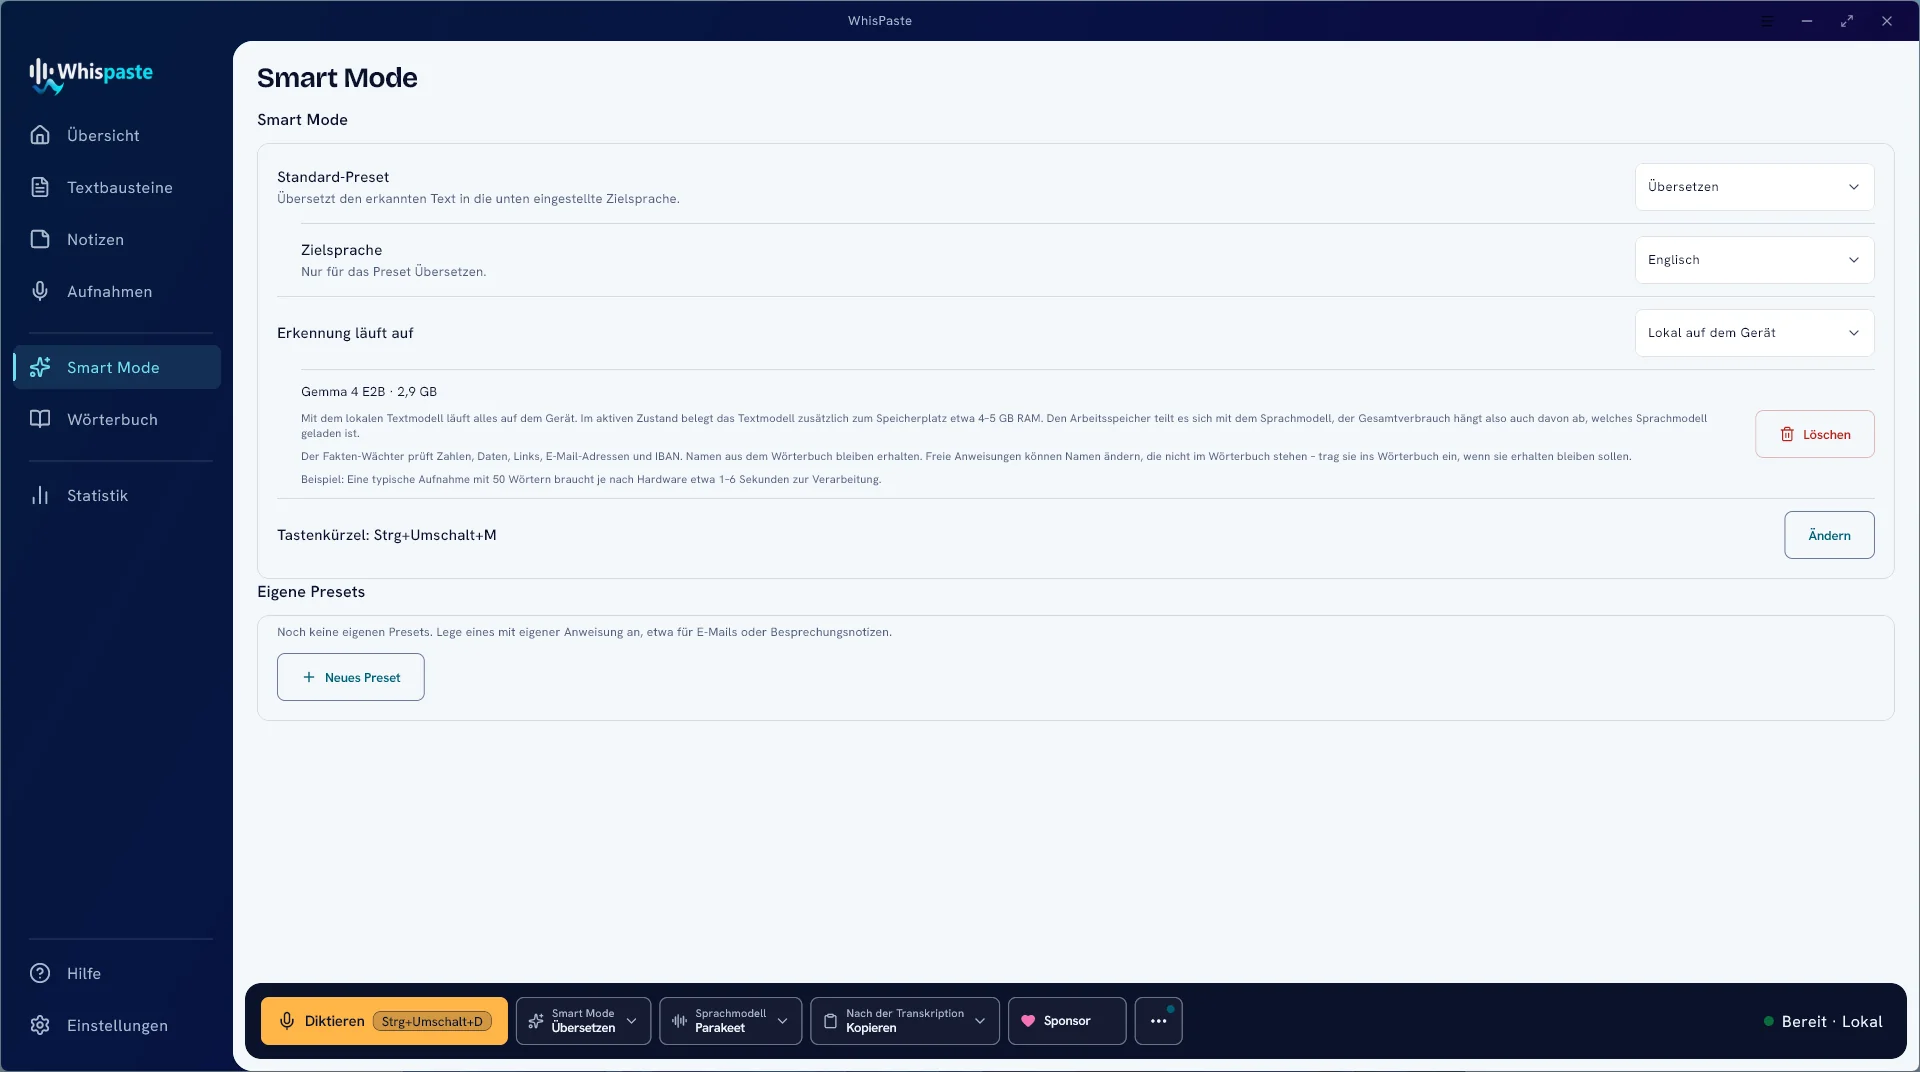 WhisPaste
Whispaste
Übersicht
Textbausteine
Notizen
Aufnahmen
Smart Mode
Wörterbuch
Statistik
Hilfe
Einstellungen
Smart Mode
Smart Mode
Standard-Preset
Übersetzt den erkannten Text in die unten eingestellte Zielsprache.
Übersetzen
Zielsprache
Nur für das Preset Übersetzen.
Englisch
Erkennung läuft auf
Lokal auf dem Gerät
Gemma 4 E2B · 2,9 GB
Mit dem lokalen Textmodell läuft alles auf dem Gerät. Im aktiven Zustand belegt das Textmodell zusätzlich zum Speicherplatz etwa 4–5 GB RAM. Den Arbeitsspeicher teilt es sich mit dem Sprachmodell, der Gesamtverbrauch hängt also auch davon ab, welches Sprachmodell
geladen ist.
Der Fakten-Wächter prüft Zahlen, Daten, Links, E-Mail-Adressen und IBAN. Namen aus dem Wörterbuch bleiben erhalten. Freie Anweisungen können Namen ändern, die nicht im Wörterbuch stehen – trag sie ins Wörterbuch ein, wenn sie erhalten bleiben sollen.
Beispiel: Eine typische Aufnahme mit 50 Wörtern braucht je nach Hardware etwa 1–6 Sekunden zur Verarbeitung.
Löschen
Tastenkürzel: Strg+Umschalt+M
Ändern
Eigene Presets
Noch keine eigenen Presets. Lege eines mit eigener Anweisung an, etwa für E-Mails oder Besprechungsnotizen.
Neues Preset
Diktieren Strg+Umschalt+D
Smart Mode
Übersetzen
Sprachmodell
Parakeet
Nach der Transkription
Kopieren
Sponsor
Bereit · Lokal